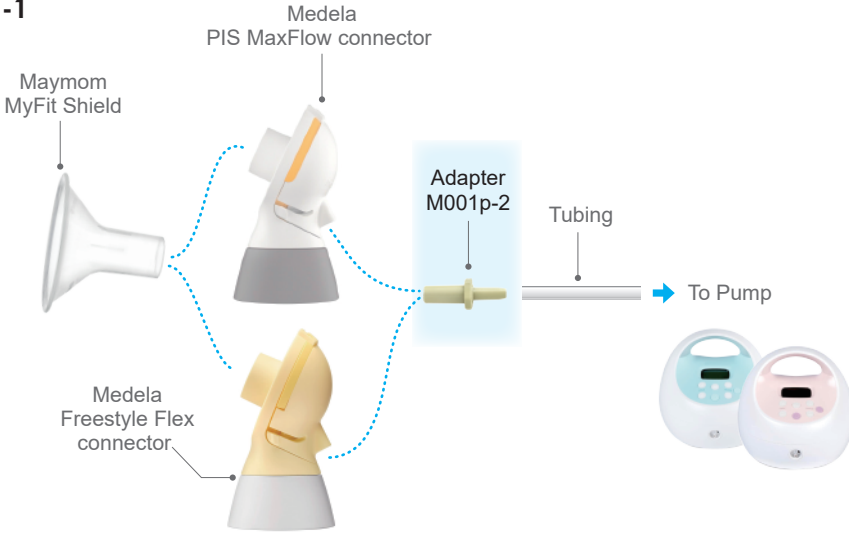 -1
Medela
PIS MaxFlow connector
Maymom
MyFit Shield
Adapter
M001p-2
Tubing
To Pump
Medela
Freestyle Flex
connector